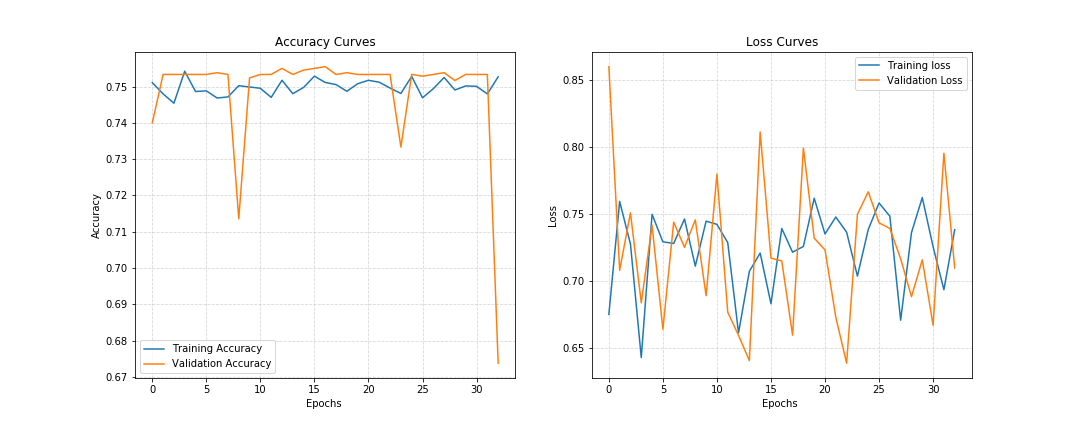 Accuracy Curves
Accuracy
0.75
0.74
0.73
0.72
0.71
0.70
0.69
0.68
0.67
Training Accuracy
Validation Accuracy
0 5 10 15 20 25 30
Epochs
Loss Curves
Loss
0.85
0.80
0.75
0.70
0.65
Training loss
Validation Loss
0 5 10 15 20 25 30
Epochs